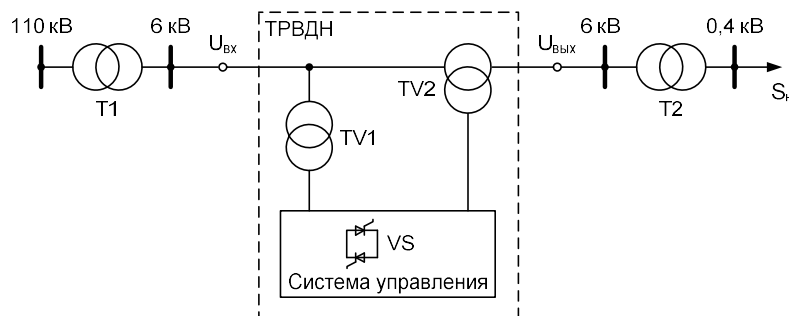 ТРВДН
110 кВ
6 кВ
Uвх
Uвых
6 кВ
0,4 кВ
T1
TV2
T2
Sн
TV1
VS
Система управления